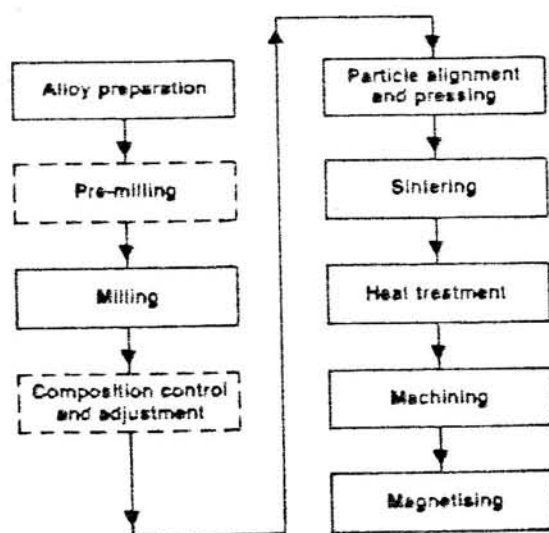 Alloy preparation
Pre-milling
Milling
Composition control
and adjustment
Particle alignment
and pressing
Sintering
Heat treatment
Machining
Magnetising